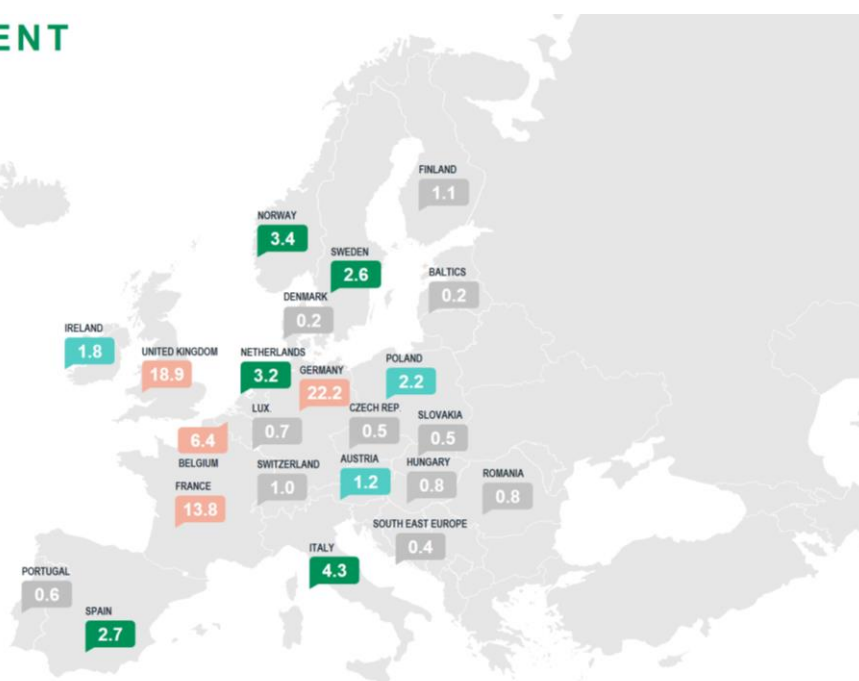 ENT
FINLAND
1.1
NORWAY
3.4
SWEDEN
2.6
BALTICS
0.2
DENMARK
0.2
IRELAND
1.8
UNITED KINGDOM
18.9
NETHERLANDS
3.2
GERMANY
22.2
POLAND
2.2
LUX.
0.7
CZECH REP.
0.5
SLOVAKIA
0.5
6.4
BELGIUM
SWITZERLAND
1.0
AUSTRIA
1.2
HUNGARY
0.8
ROMANIA
0.8
FRANCE
13.8
SOUTH EAST EUROPE
0.4
ITALY
4.3
PORTUGAL
0.6
SPAIN
2.7